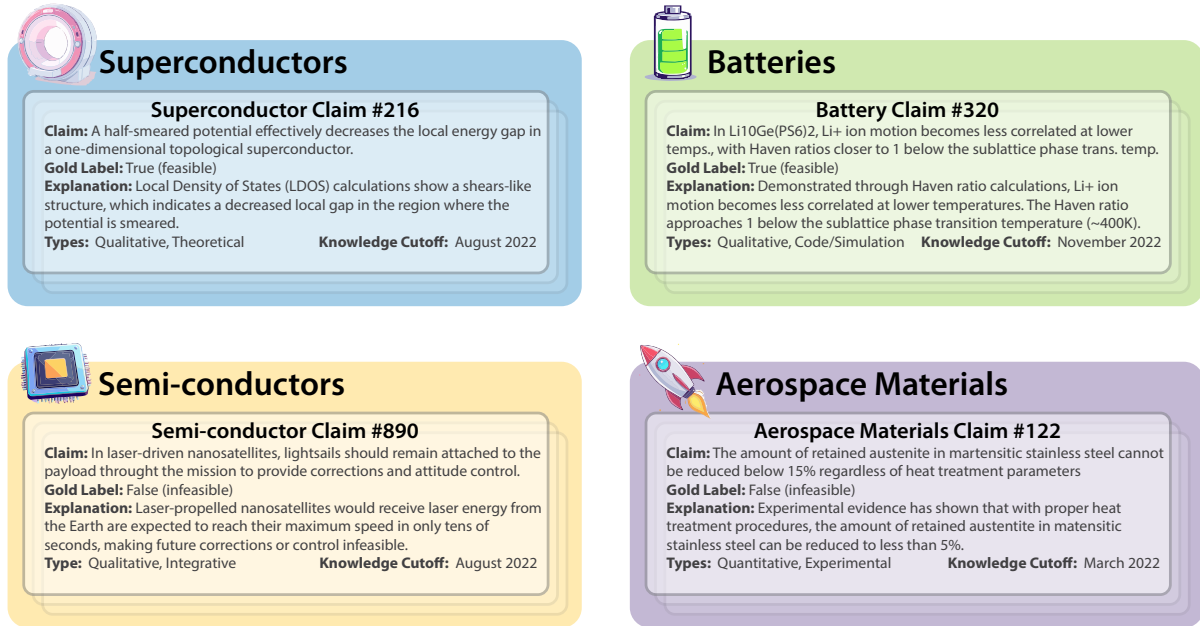 Superconductors
Superconductor Claim #216
Claim: A half-smeared potential effectively decreases the local energy gap in
a one-dimensional topological superconductor.
Gold Label: True (feasible)
Explanation: Local Density of States (LDOS) calculations show a shears-like
structure, which indicates a decreased local gap in the region where the
potential is smeared.
Types: Qualitative, Theoretical Knowledge Cutoff: August 2022
Batteries
Battery Claim #320
Claim: In Li10Ge(PS6)2, Li+ ion motion becomes less correlated at lower
temps., with Haven ratios closer to 1 below the sublattice phase trans. temp.
Gold Label: True (feasible)
Explanation: Demonstrated through Haven ratio calculations, Li+ ion
motion becomes less correlated at lower temperatures. The Haven ratio
approaches 1 below the sublattice phase transition temperature (~400K).
Types: Qualitative, Code/Simulation Knowledge Cutoff: November 2022
Semi-conductors
Semi-conductor Claim #890
Claim: In laser-driven nanosatellites, lightsails should remain attached to the
payload throught the mission to provide corrections and attitude control.
Gold Label: False (infeasible)
Explanation: Laser-propelled nanosatellites would receive laser energy from
the Earth are expected to reach their maximum speed in only tens of
seconds, making future corrections or control infeasible.
Type: Qualitative, Integrative Knowledge Cutoff: August 2022
Aerospace Materials
Aerospace Materials Claim #122
Claim: The amount of retained austenite in martensitic stainless steel cannot
be reduced below 15% regardless of heat treatment parameters
Gold Label: False (infeasible)
Explanation: Experimental evidence has shown that with proper heat
treatment procedures, the amount of retained austentite in matensitic
stainless steel can be reduced to less than 5%.
Types: Quantitative, Experimental Knowledge Cutoff: March 2022